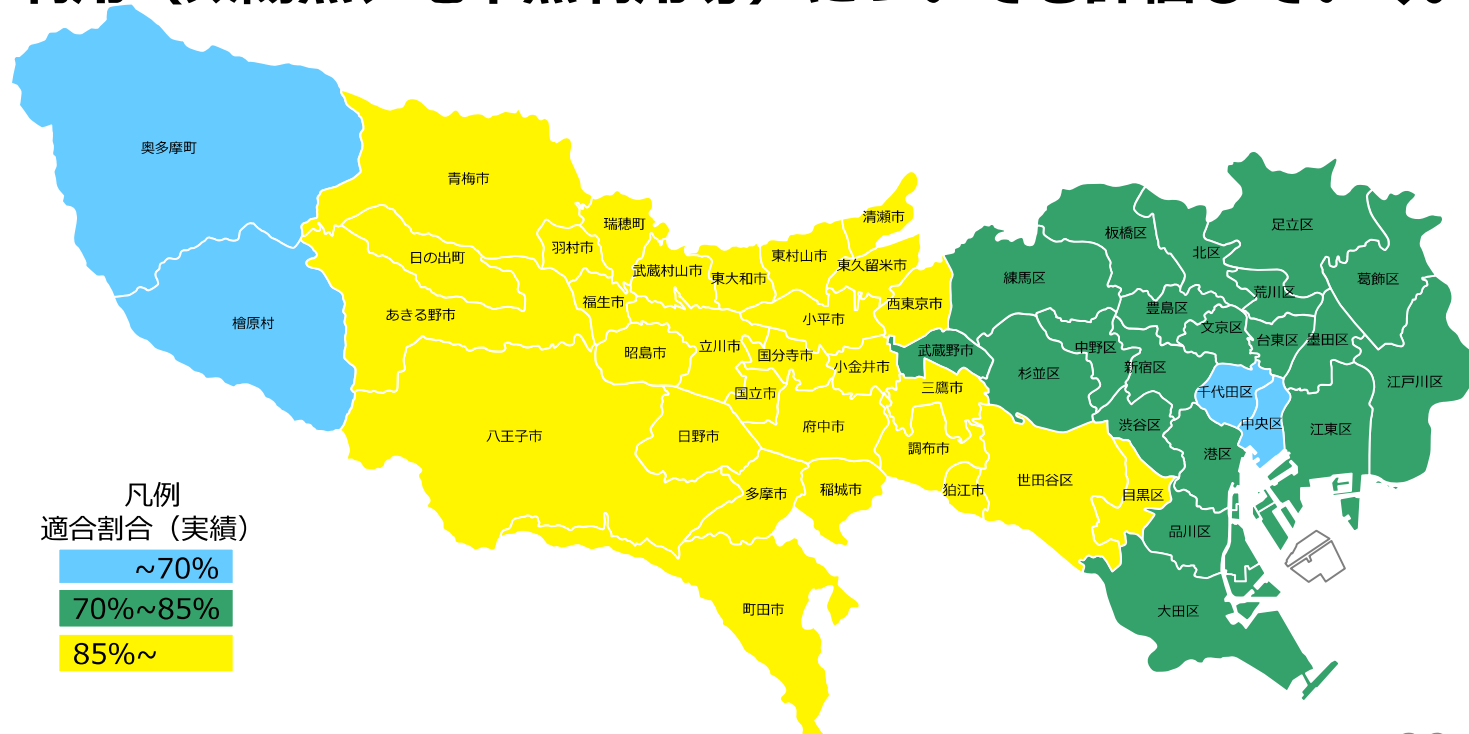 奥多摩町
檜原村
青梅市
瑞穂町
羽村市
日の出町
あきる野市
福生市
武蔵村山市
東大和市
東村山市
清瀬市
東久留米市
西東京市
小平市
昭島市
立川市
国分寺市
小金井市
武蔵野市
三鷹市
国立市
八王子市
日野市
府中市
調布市
狛江市
多摩市
稲城市
町田市
練馬区
板橋区
北区
足立区
葛飾区
荒川区
豊島区
文京区
台東区
墨田区
江戸川区
杉並区
中野区
新宿区
千代田区
中央区
江東区
渋谷区
港区
世田谷区
目黒区
品川区
大田区
凡例
適合割合（実績）
~70%
70%~85%
85%~